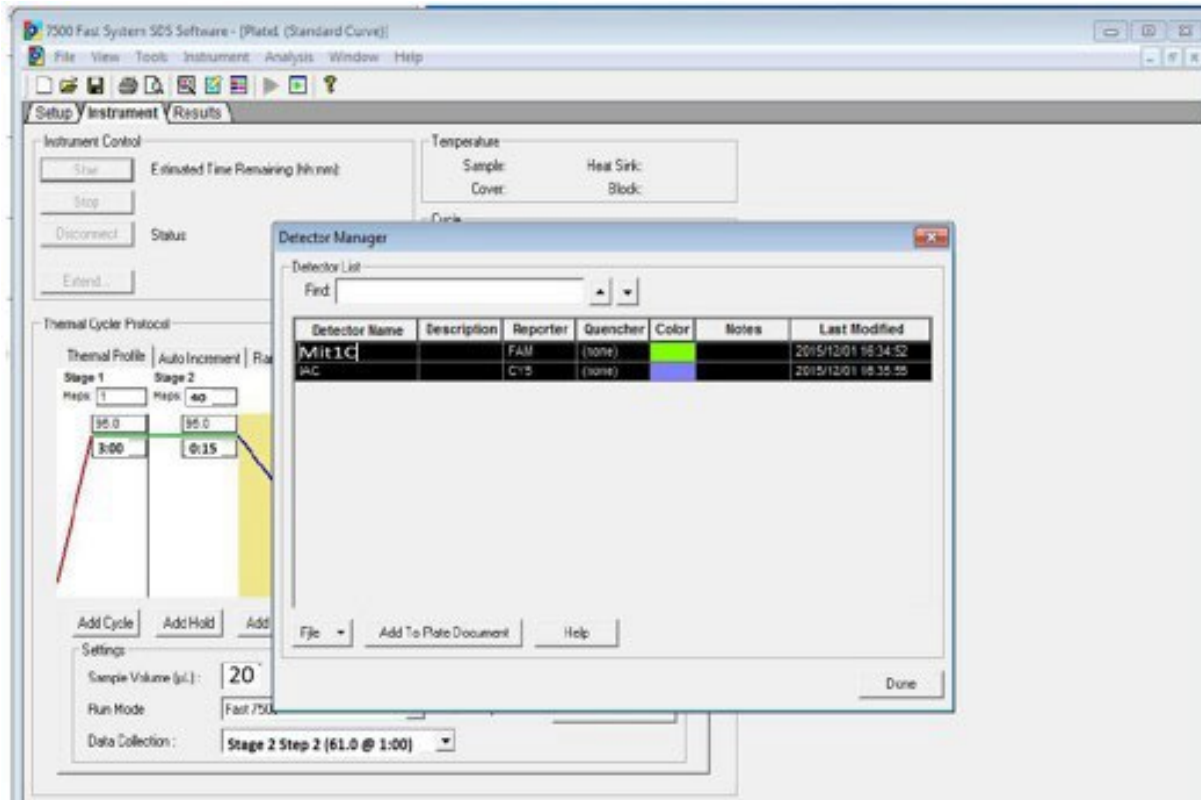 7500 Fast System SDS Software - [Plate1 (Standard Curve)]
File View Tools Instrument Analysis Window Help
Setup Instrument Results
Instrument Control
Start Estimated Time Remaining (hh:mm):
Stop
Disconnect Status
Extend...
Temperature
Sample: Heat Sink:
Cover: Block:
Cycle
Thermal Cycler Protocol
Thermal Profile Auto Increment
Stage 1 Stage 2
Reps: 1 Reps: 40
95.0 95.0
3:00 0:15
Add Cycle Add Hold Add
Settings
Sample Volume (µL) : 20
Run Mode Fast 750
Data Collection : Stage 2 Step 2 (61.0 @ 1:00)
Detector Manager
Detector List
Find:
Detector Name Description Reporter Quencher Color Notes Last Modified
Mit1C FAM (none) 2015/12/01 16:34:52
IAC CY5 (none) 2015/12/01 16:35:55
File Add To Plate Document Help
Done